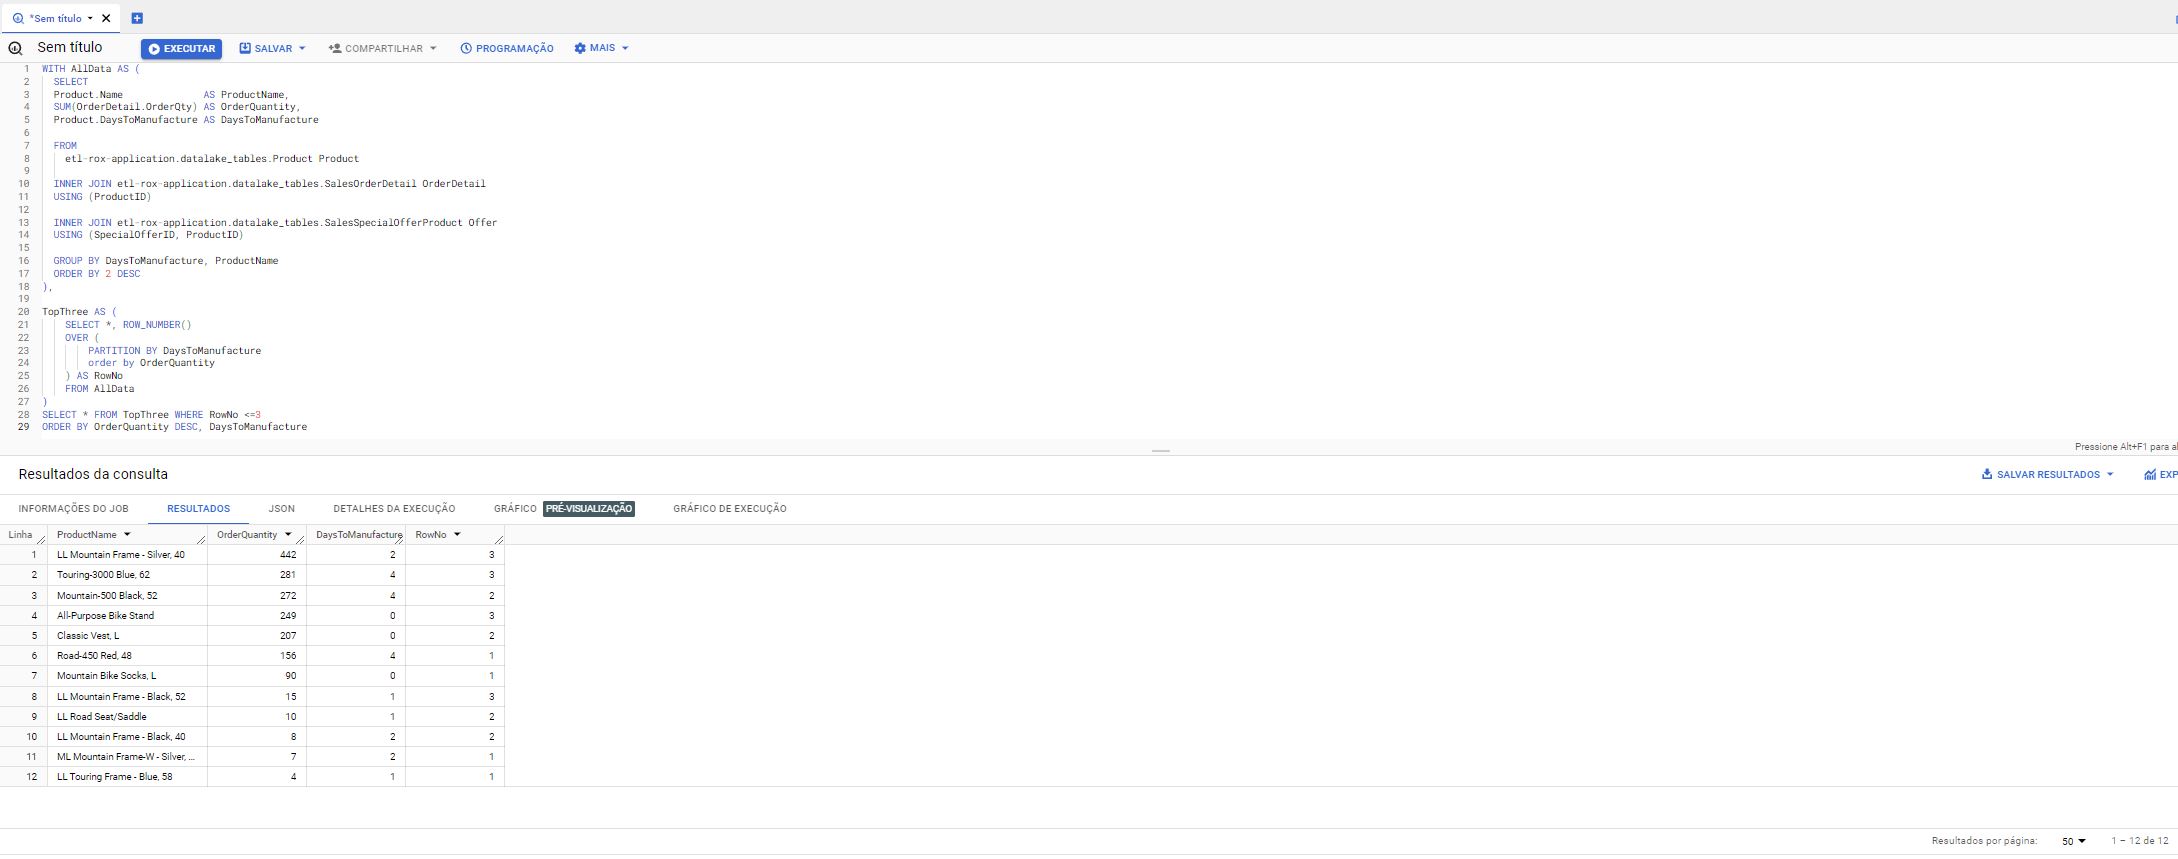 *Sem título
Sem título EXECUTAR SALVAR COMPARTILHAR PROGRAMAÇÃO MAIS
1 WITH AllData AS (
2 SELECT
3 Product.Name AS ProductName,
4 SUM(OrderDetail.OrderQty) AS OrderQuantity,
5 Product.DaysToManufacture AS DaysToManufacture
6
7 FROM
8 etl-rox-application.datalake_tables.Product Product
9
10 INNER JOIN etl-rox-application.datalake_tables.SalesOrderDetail OrderDetail
11 USING (ProductID)
12
13 INNER JOIN etl-rox-application.datalake_tables.SalesSpecialOfferProduct Offer
14 USING (SpecialOfferID, ProductID)
15
16 GROUP BY DaysToManufacture, ProductName
17 ORDER BY 2 DESC
18 ),
19
20 TopThree AS (
21 SELECT *, ROW_NUMBER()
22 OVER (
23 PARTITION BY DaysToManufacture
24 order by OrderQuantity
25 ) AS RowNo
26 FROM AllData
27 )
28 SELECT * FROM TopThree WHERE RowNo <=3
29 ORDER BY OrderQuantity DESC, DaysToManufacture
Pressione Alt+F1 para a
Resultados da consulta SALVAR RESULTADOS EXP
INFORMAÇÕES DO JOB RESULTADOS JSON DETALHES DA EXECUÇÃO GRÁFICO PRÉ-VISUALIZAÇÃO GRÁFICO DE EXECUÇÃO
Linha ProductName OrderQuantity DaysToManufacture RowNo
1 LL Mountain Frame - Silver, 40 442 2 3
2 Touring-3000 Blue, 62 281 4 3
3 Mountain-500 Black, 52 272 4 2
4 All-Purpose Bike Stand 249 0 3
5 Classic Vest, L 207 0 2
6 Road-450 Red, 48 156 4 1
7 Mountain Bike Socks, L 90 0 1
8 LL Mountain Frame - Black, 52 15 1 3
9 LL Road Seat/Saddle 10 1 2
10 LL Mountain Frame - Black, 40 8 2 2
11 ML Mountain Frame-W - Silver, ... 7 2 1
12 LL Touring Frame - Blue, 58 4 1 1
Resultados por página: 50 1 – 12 de 12